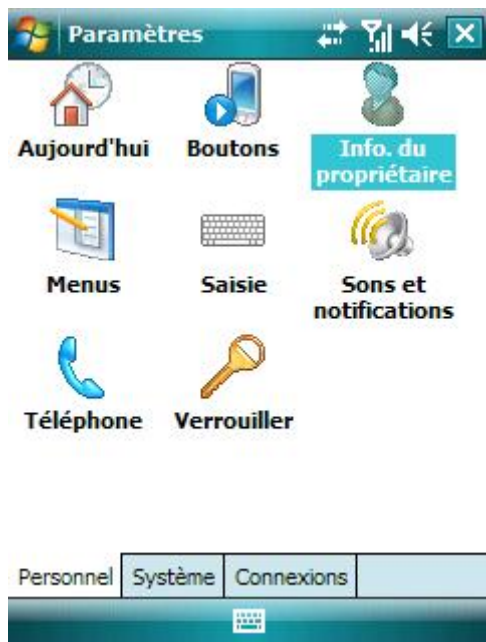 Paramètres
Aujourd'hui
Boutons
Info. du
propriétaire
Menus
Saisie
Sons et
notifications
Téléphone
Verrouiller
Personnel
Système
Connexions